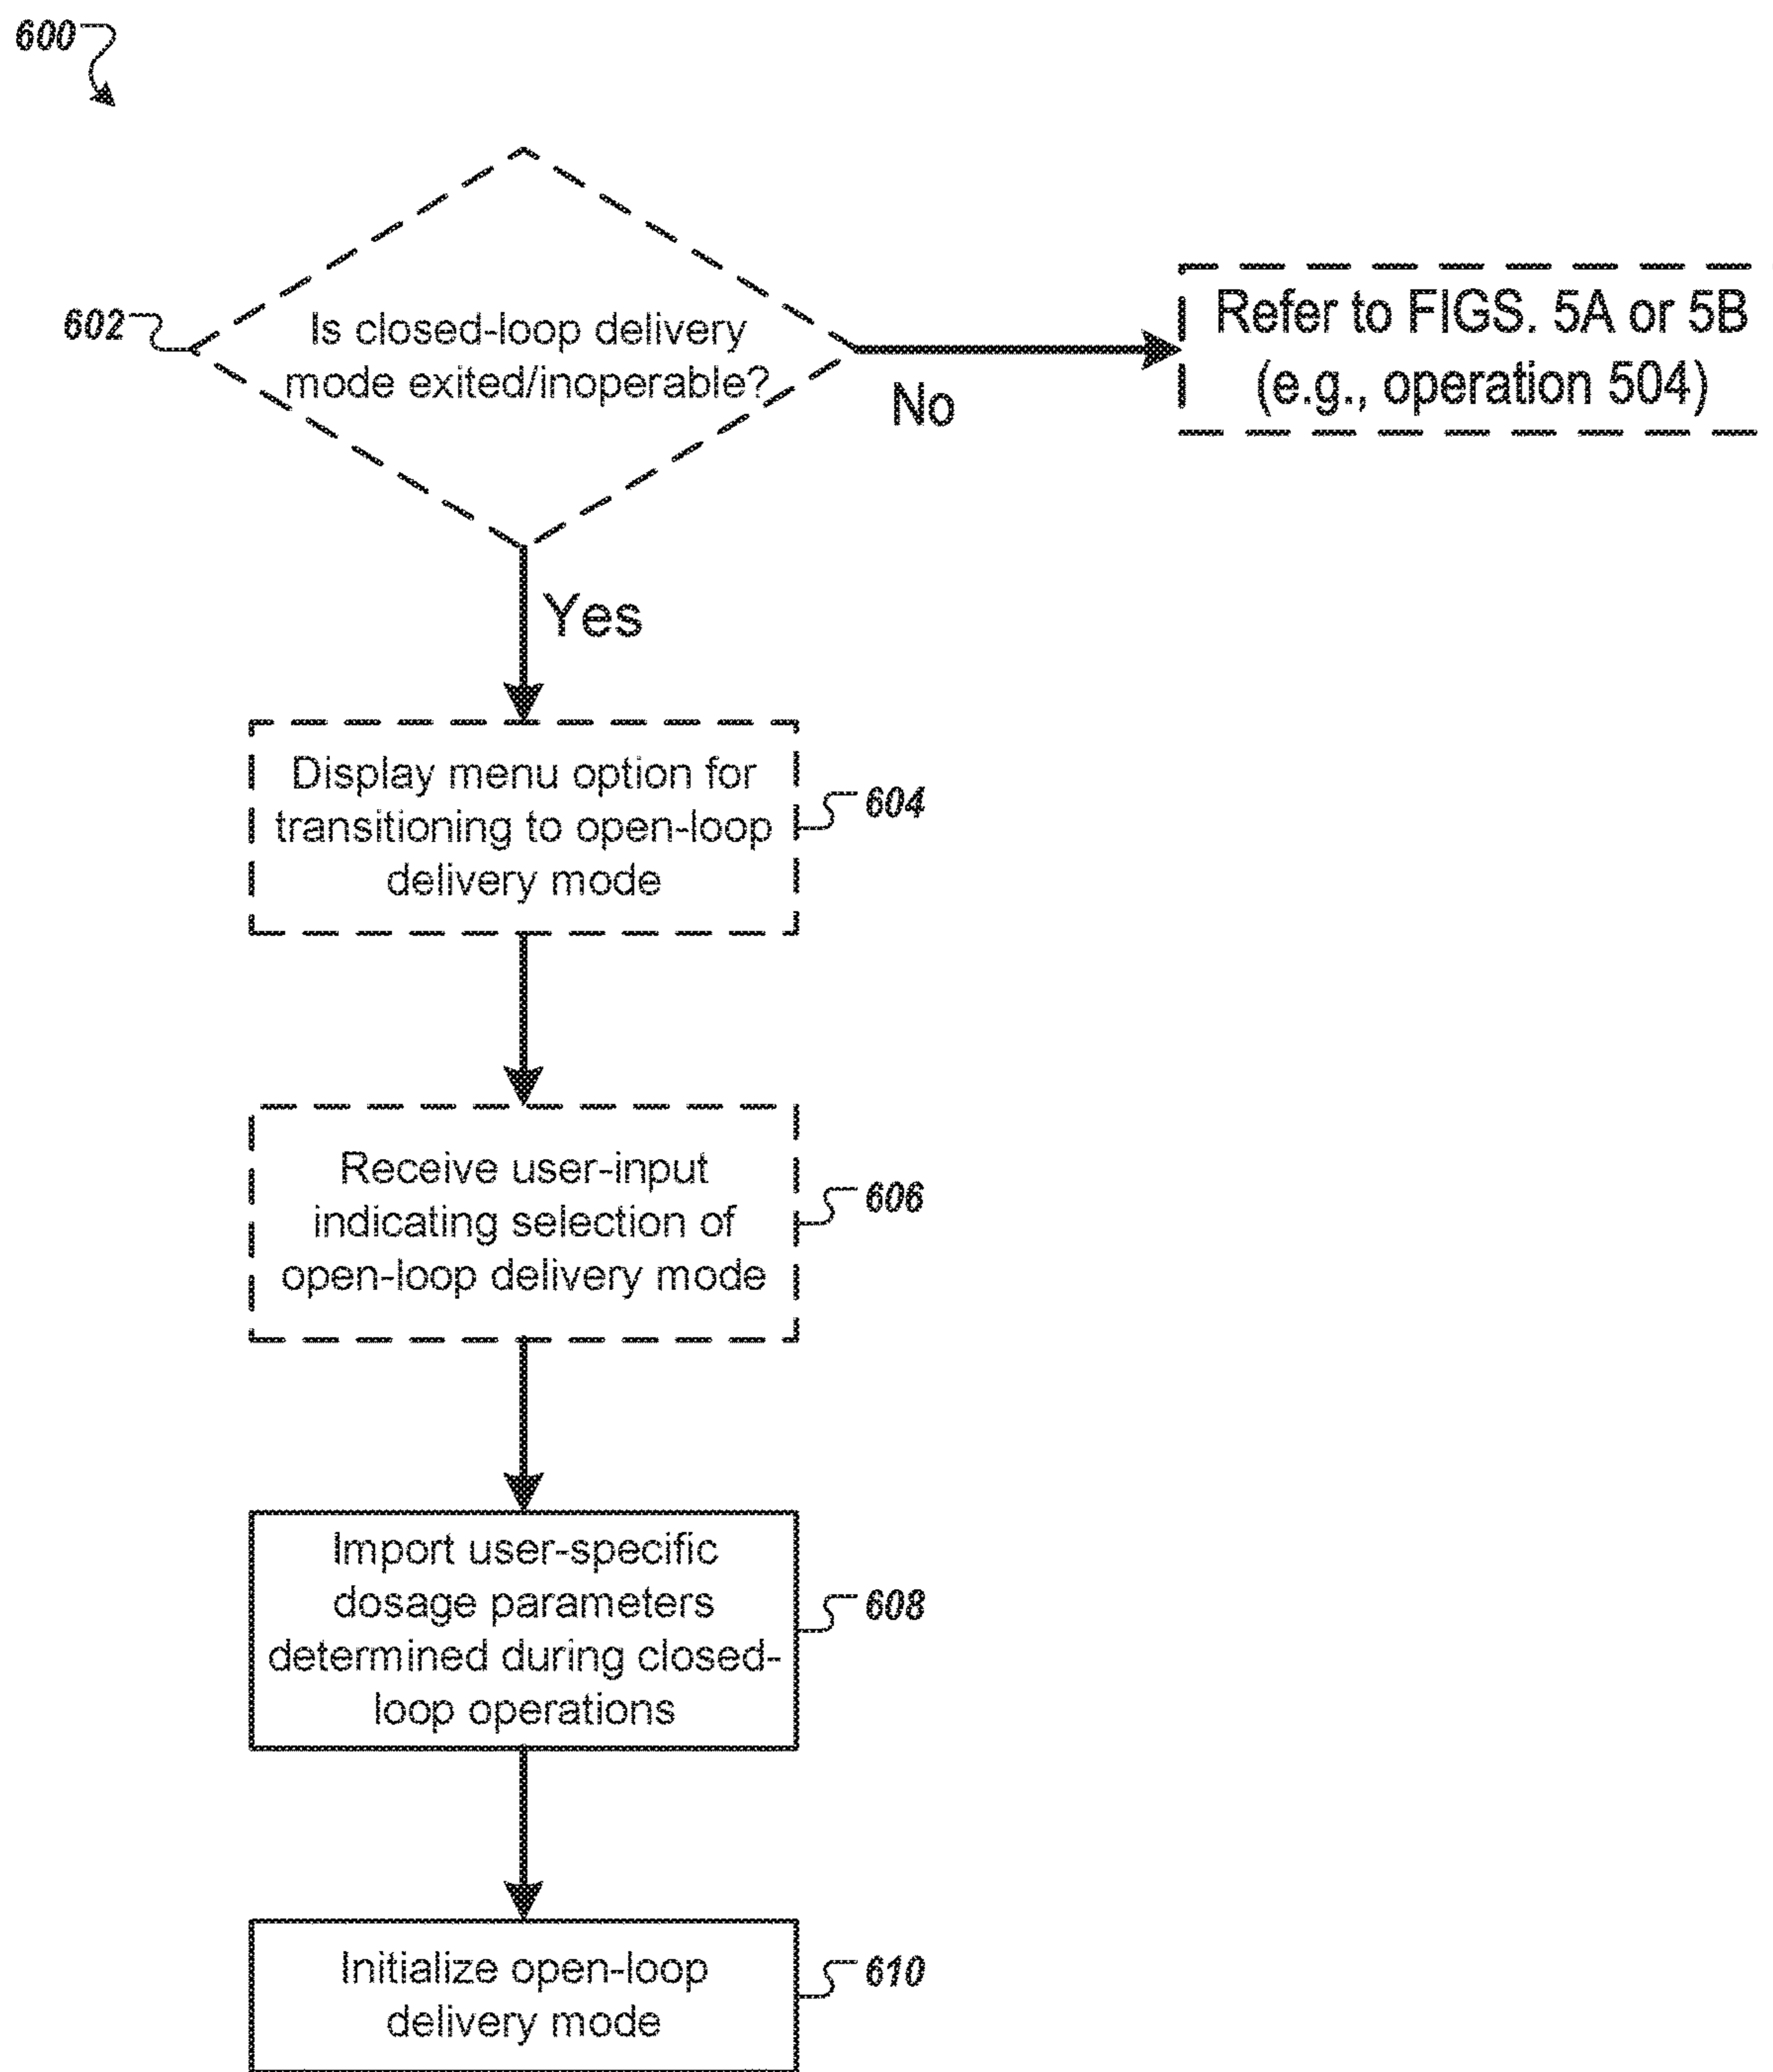 600
602
Is closed-loop delivery
mode exited/inoperable?
No
Refer to FIGS. 5A or 5B
(e.g., operation 504)
Yes
Display menu option for
transitioning to open-loop
delivery mode
604
Receive user-input
indicating selection of
open-loop delivery mode
606
Import user-specific
dosage parameters
determined during closed-
loop operations
608
Initialize open-loop
delivery mode
610